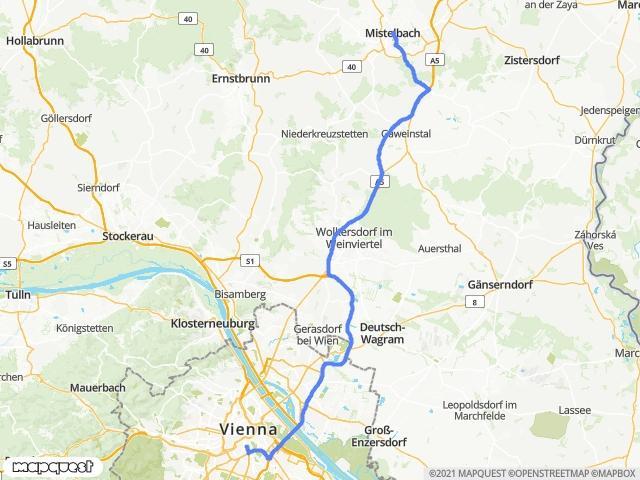 an der Zaya
Marc
40
Mistelbach
Hollabrunn
40
A5
Zistersdorf
40
Ernstbrunn
Jedenspeigen
Göllersdorf
Niederkreuzstetten
Gaweinstal
Dürnkrut
Sierndorf
A5
Hausleiten
Wolkersdorf im
Weinviertel
Stockerau
Auersthal
Záhorská
Ves
S5
S1
Tulln
Bisamberg
Gänserndorf
8
Königstetten
Klosterneuburg
Gerasdorf
bei Wien
Deutsch-
Wagram
rchen
Mar
Mauerbach
Leopoldsdorf im
Marchfelde
Lassee
Vienna
Groß-
Enzersdorf
mapquest
©2021 MAPQUEST ©OPENSTREETMAP ©MAPBOX